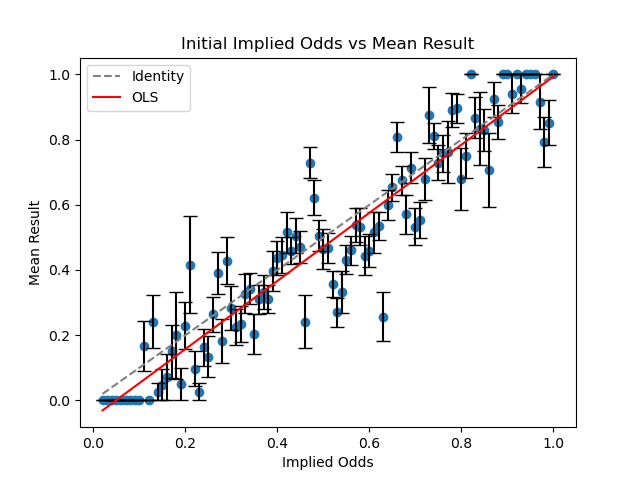 Initial Implied Odds vs Mean Result
Identity
OLS
1.0
0.8
0.6
0.4
0.2
0.0
Mean Result
0.0 0.2 0.4 0.6 0.8 1.0
Implied Odds